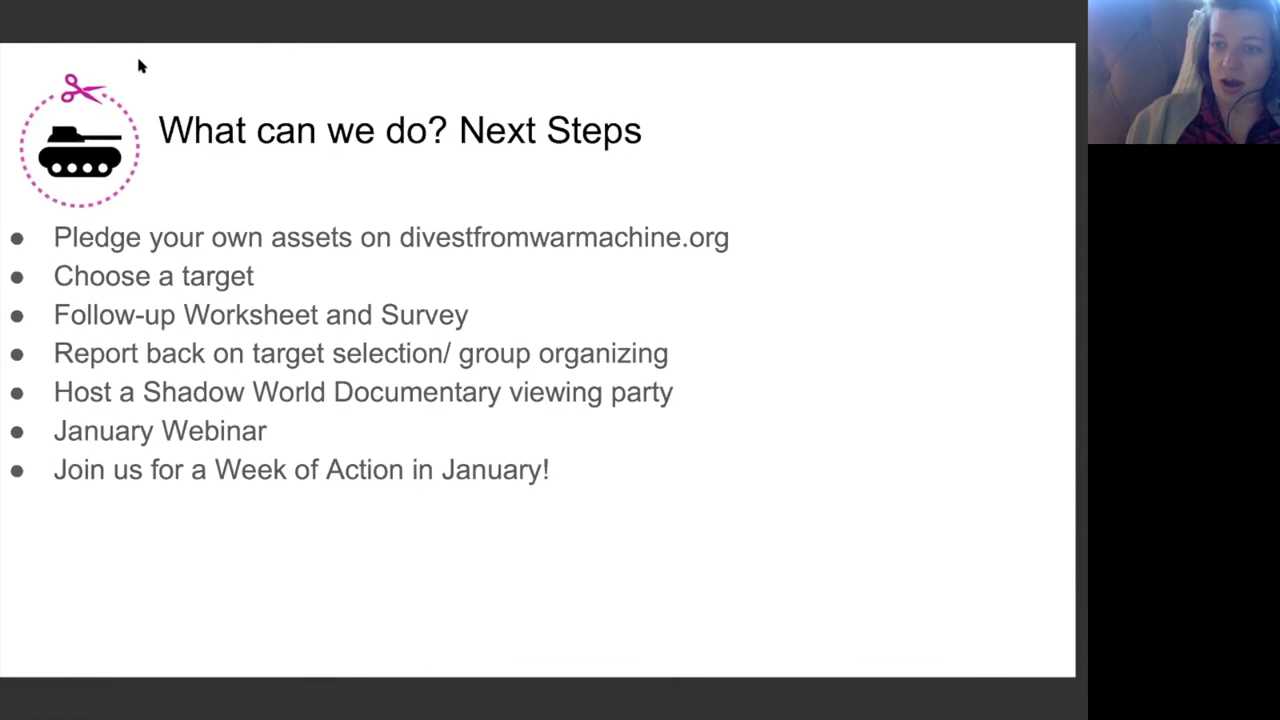 What can we do? Next Steps
● Pledge your own assets on divestfromwarmachine.org
● Choose a target
● Follow-up Worksheet and Survey
● Report back on target selection/ group organizing
● Host a Shadow World Documentary viewing party
● January Webinar
● Join us for a Week of Action in January!